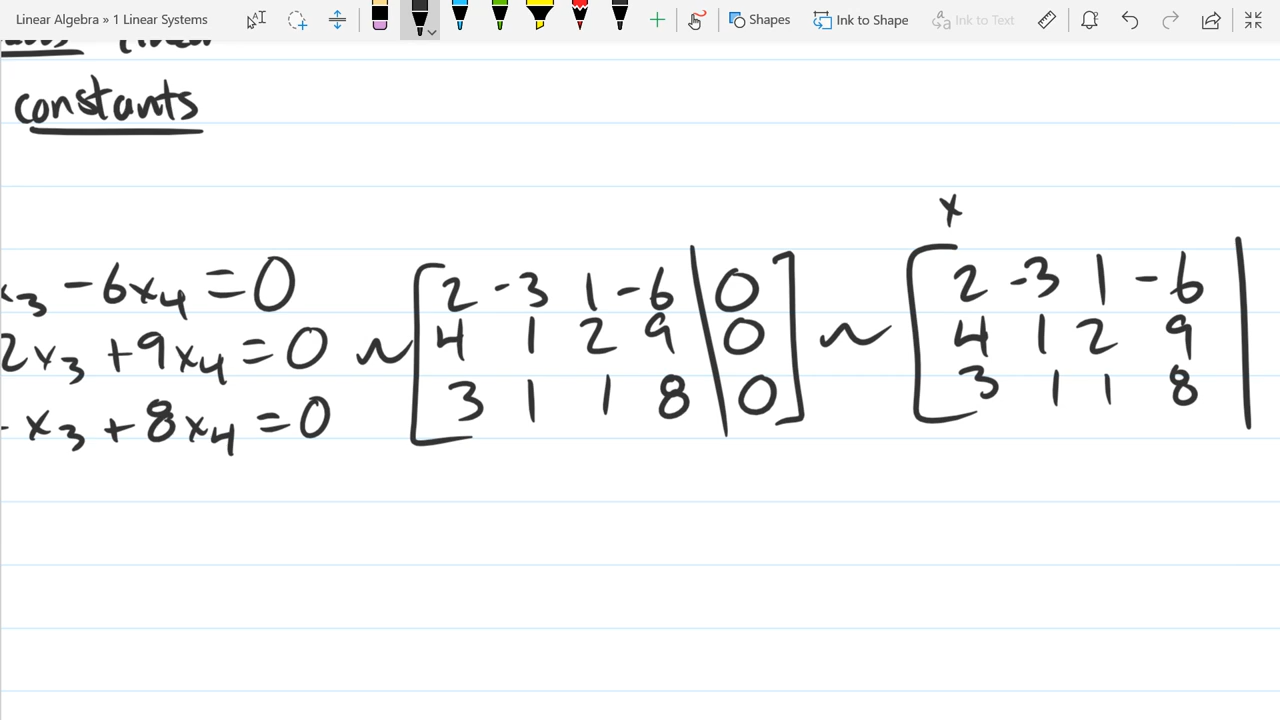 Linear Algebra » 1 Linear Systems
Shapes
Ink to Shape
Ink to Text
constants
x
x3 -6x4 =0
2x3 +9x4 =0
x3 + 8x4 =0
~ [ 2 -3 1 -6 | 0 ]
4 1 2 9 | 0
3 1 1 8 | 0
~ [ 2 -3 1 -6 |
4 1 2 9
3 1 1 8